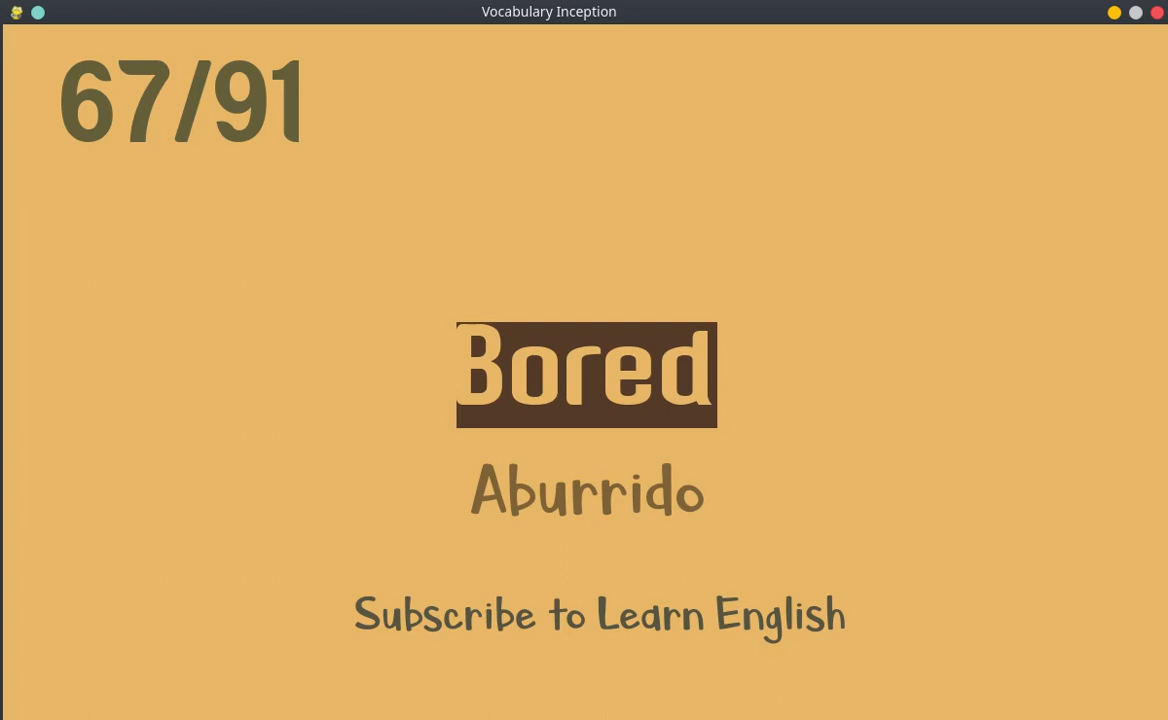 Vocabulary Inception
67/91
Bored
Aburrido
Subscribe to Learn English